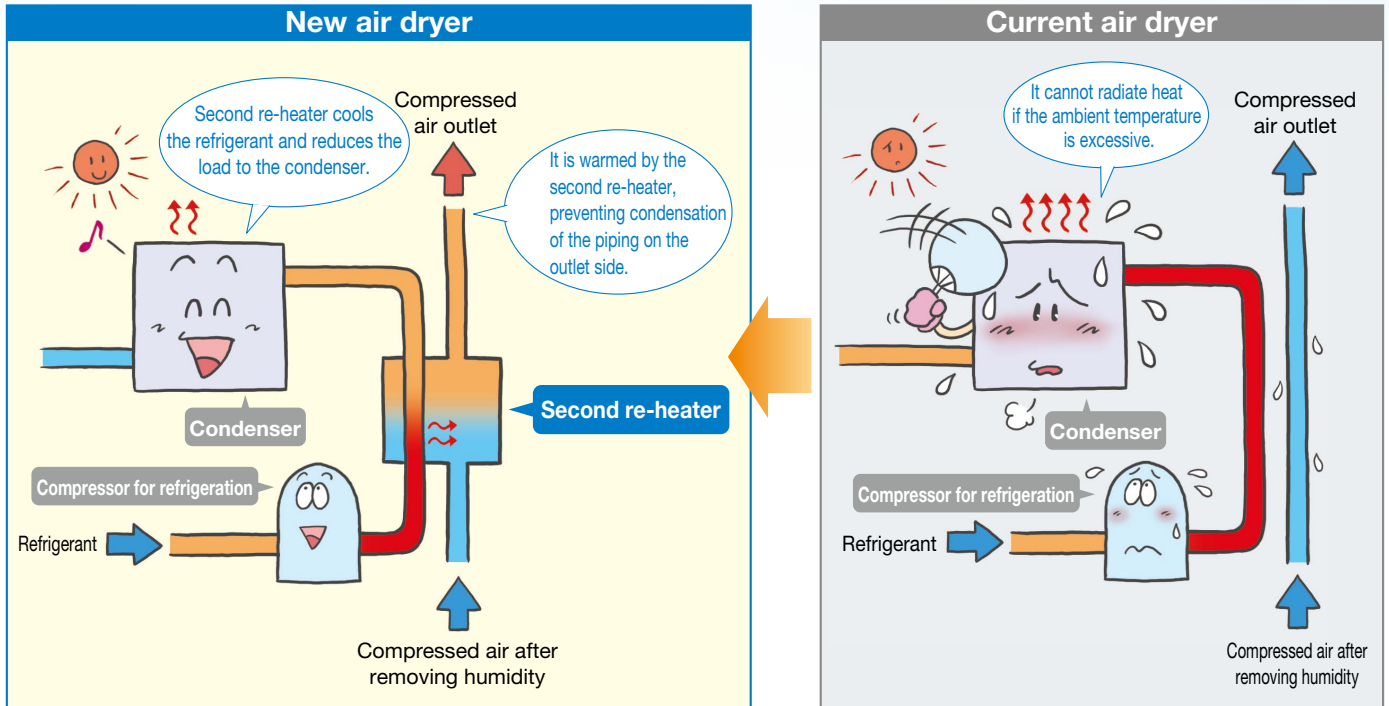 New air dryer
Second re-heater cools
the refrigerant and reduces the
load to the condenser.
Compressed
air outlet
It is warmed by the
second re-heater,
preventing condensation
of the piping on the
outlet side.
Condenser
Second re-heater
Compressor for refrigeration
Refrigerant
Compressed air after
removing humidity
Current air dryer
It cannot radiate heat
if the ambient temperature
is excessive.
Compressed
air outlet
Condenser
Compressor for refrigeration
Refrigerant
Compressed air after
removing humidity